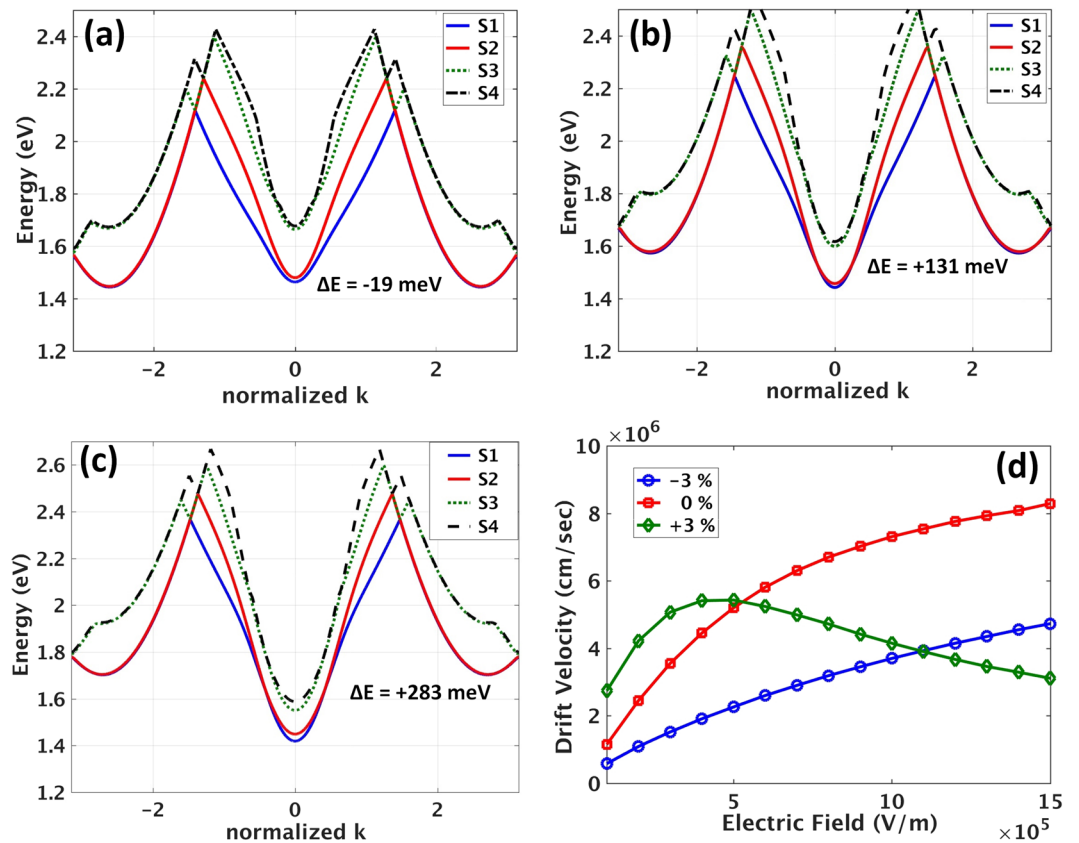 (a)
S1
S2
S3
S4
2.4
2.2
2
1.8
1.6
1.4
1.2
Energy (eV)
ΔE = -19 meV
-2
0
2
normalized k
(b)
S1
S2
S3
S4
2.4
2.2
2
1.8
1.6
1.4
1.2
Energy (eV)
ΔE = +131 meV
-2
0
2
normalized k
(c)
S1
S2
S3
S4
2.6
2.4
2.2
2
1.8
1.6
1.4
1.2
Energy (eV)
ΔE = +283 meV
-2
0
2
normalized k
× 10⁶
(d)
−3 %
0 %
+3 %
10
8
6
4
2
0
Drift Velocity (cm/sec)
5
10
15
Electric Field (V/m)
× 10⁵